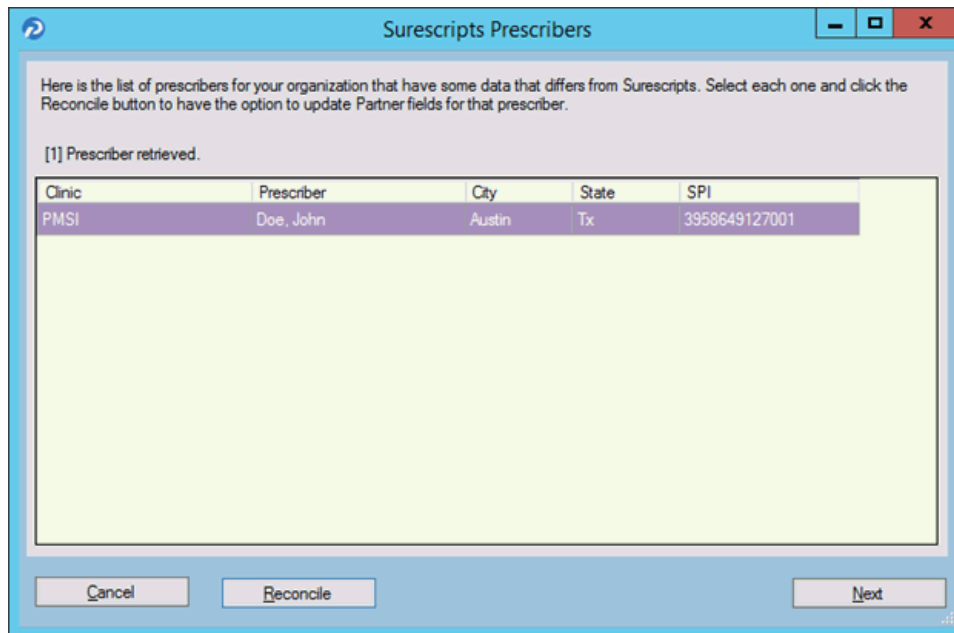 Surescripts Prescribers
Here is the list of prescribers for your organization that have some data that differs from Surescripts. Select each one and click the
Reconcile button to have the option to update Partner fields for that prescriber.
[1] Prescriber retrieved.
Clinic Prescriber City State SPI
PMSI Doe, John Austin Tx 3958649127001
Cancel Reconcile Next